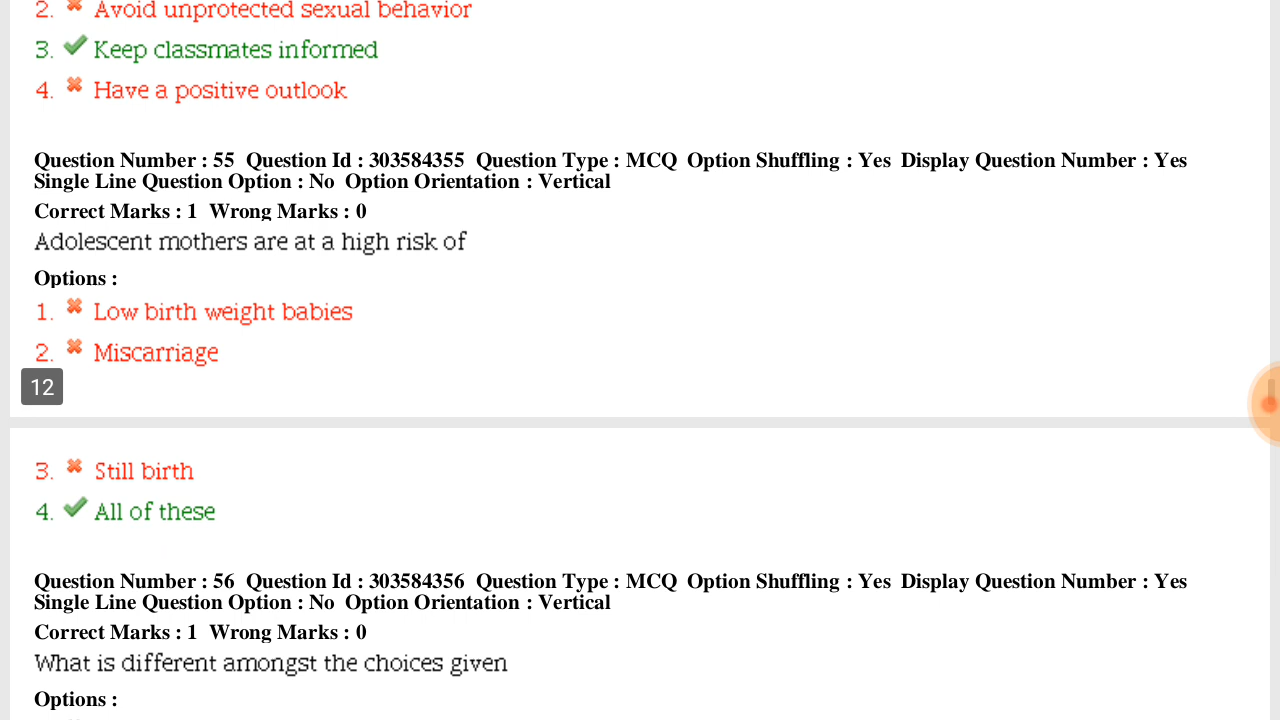 2. Avoid unprotected sexual behavior
3. Keep classmates informed
4. Have a positive outlook
Question Number : 55 Question Id : 303584355 Question Type : MCQ Option Shuffling : Yes Display Question Number : Yes
Single Line Question Option : No Option Orientation : Vertical
Correct Marks : 1 Wrong Marks : 0
Adolescent mothers are at a high risk of
Options :
1. Low birth weight babies
2. Miscarriage
12
3. Still birth
4. All of these
Question Number : 56 Question Id : 303584356 Question Type : MCQ Option Shuffling : Yes Display Question Number : Yes
Single Line Question Option : No Option Orientation : Vertical
Correct Marks : 1 Wrong Marks : 0
What is different amongst the choices given
Options :